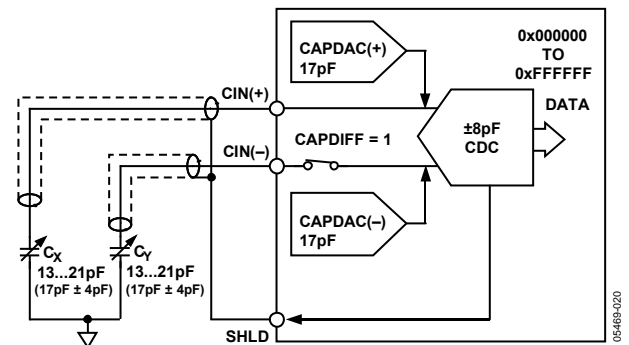 CAPDAC(+)
17pF
0x000000
TO
0xFFFFFF
DATA
CIN(+)
CIN(–)
CAPDIFF = 1
±8pF
CDC
CAPDAC(–)
17pF
CX
13...21pF
(17pF ± 4pF)
CY
13...21pF
(17pF ± 4pF)
SHLD
05469-020